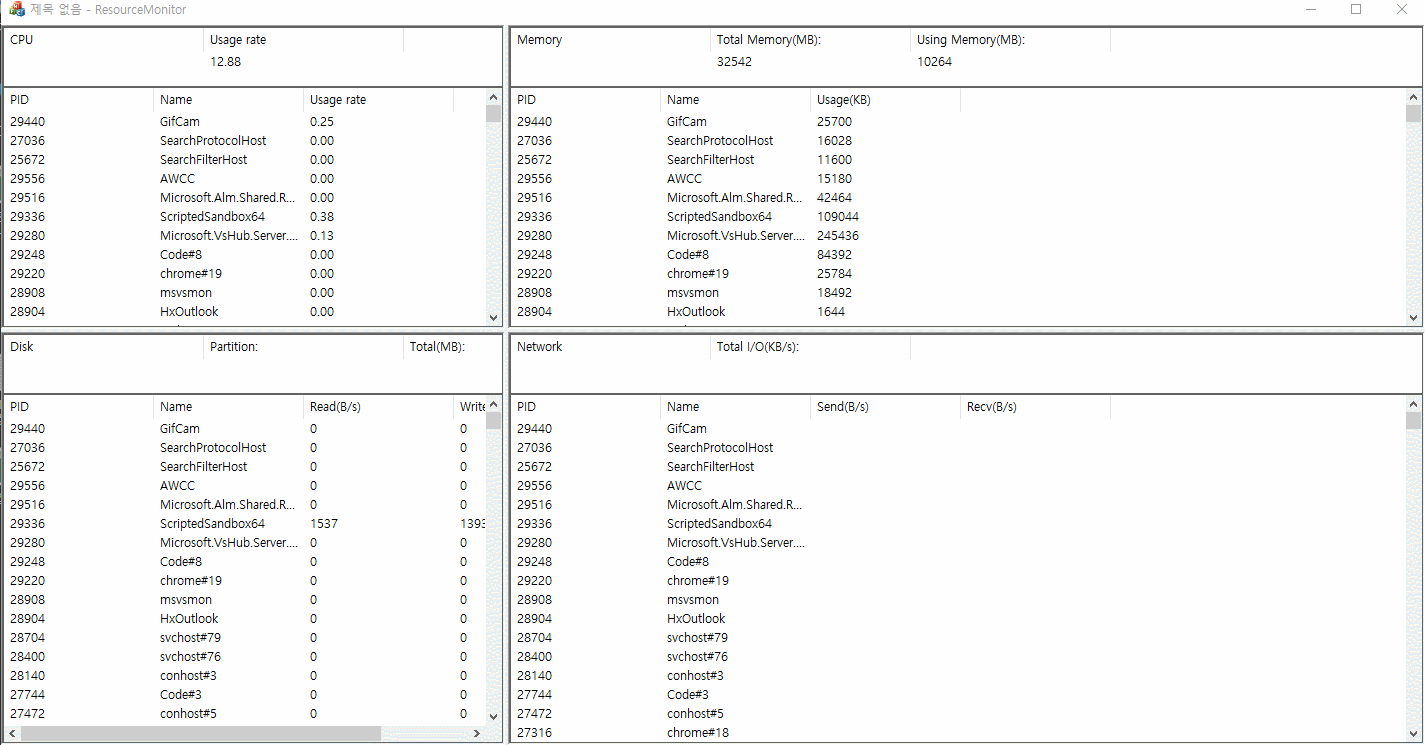 제목 없음 - ResourceMonitor
CPU Usage rate
12.88
PID Name Usage rate
29440 GifCam 0.25
27036 SearchProtocolHost 0.00
25672 SearchFilterHost 0.00
29556 AWCC 0.00
29516 Microsoft.Alm.Shared.R... 0.00
29336 ScriptedSandbox64 0.38
29280 Microsoft.VsHub.Server.... 0.13
29248 Code#8 0.00
29220 chrome#19 0.00
28908 msvsmon 0.00
28904 HxOutlook 0.00
Memory Total Memory(MB): Using Memory(MB):
32542 10264
PID Name Usage(KB)
29440 GifCam 25700
27036 SearchProtocolHost 16028
25672 SearchFilterHost 11600
29556 AWCC 15180
29516 Microsoft.Alm.Shared.R... 42464
29336 ScriptedSandbox64 109044
29280 Microsoft.VsHub.Server.... 245436
29248 Code#8 84392
29220 chrome#19 25784
28908 msvsmon 18492
28904 HxOutlook 1644
Disk Partition: Total(MB):
PID Name Read(B/s) Write
29440 GifCam 0 0
27036 SearchProtocolHost 0 0
25672 SearchFilterHost 0 0
29556 AWCC 0 0
29516 Microsoft.Alm.Shared.R... 0 0
29336 ScriptedSandbox64 1537 1393
29280 Microsoft.VsHub.Server.... 0 0
29248 Code#8 0 0
29220 chrome#19 0 0
28908 msvsmon 0 0
28904 HxOutlook 0 0
28704 svchost#79 0 0
28400 svchost#76 0 0
28140 conhost#3 0 0
27744 Code#3 0 0
27472 conhost#5 0 0
Network Total I/O(KB/s):
PID Name Send(B/s) Recv(B/s)
29440 GifCam
27036 SearchProtocolHost
25672 SearchFilterHost
29556 AWCC
29516 Microsoft.Alm.Shared.R...
29336 ScriptedSandbox64
29280 Microsoft.VsHub.Server....
29248 Code#8
29220 chrome#19
28908 msvsmon
28904 HxOutlook
28704 svchost#79
28400 svchost#76
28140 conhost#3
27744 Code#3
27472 conhost#5
27316 chrome#18